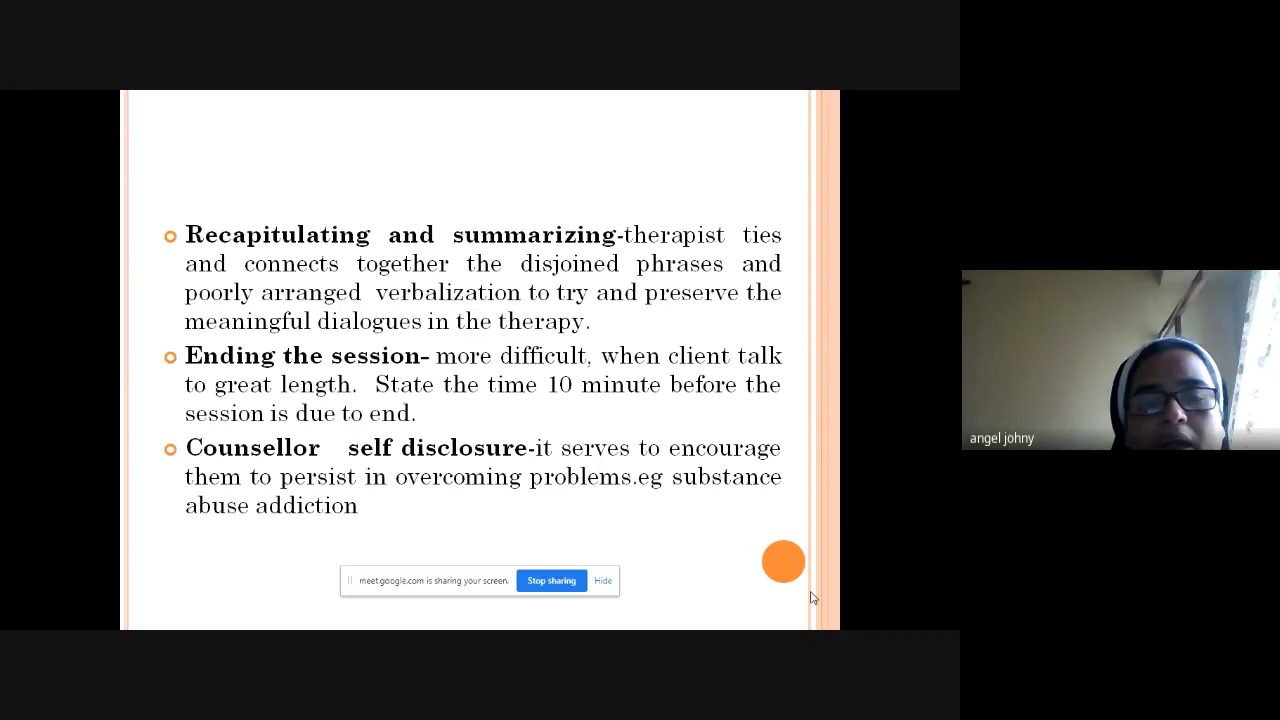 Recapitulating and summarizing-therapist ties
and connects together the disjoined phrases and
poorly arranged verbalization to try and preserve the
meaningful dialogues in the therapy.
Ending the session- more difficult, when client talk
to great length. State the time 10 minute before the
session is due to end.
Counsellor self disclosure-it serves to encourage
them to persist in overcoming problems.eg substance
abuse addiction
meet.google.com is sharing your screen. Stop sharing Hide
angel johny